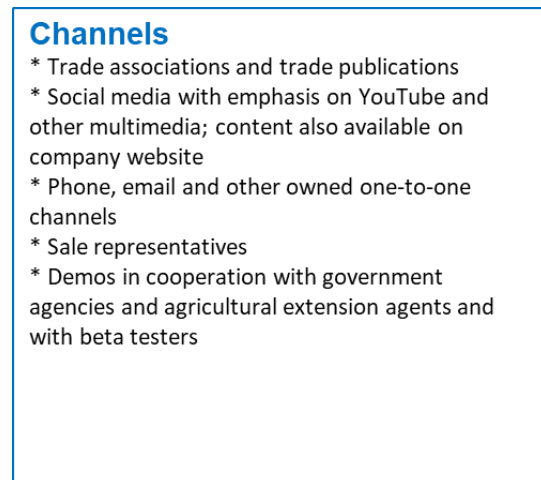 Channels
* Trade associations and trade publications
* Social media with emphasis on YouTube and
other multimedia; content also available on
company website
* Phone, email and other owned one-to-one
channels
* Sale representatives
* Demos in cooperation with government
agencies and agricultural extension agents and
with beta testers